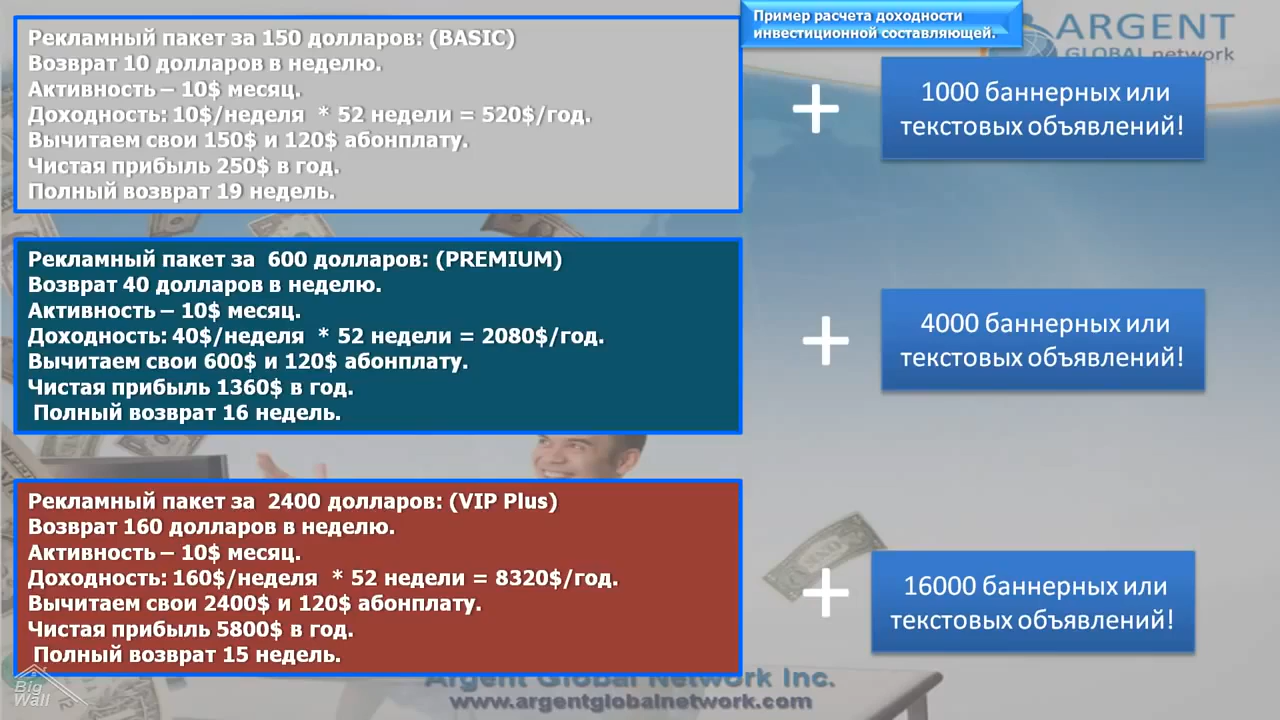 Пример расчета доходности
инвестиционной составляющей.
ARGENT
GLOBAL network
Рекламный пакет за 150 долларов: (BASIC)
Возврат 10 долларов в неделю.
Активность – 10$ месяц.
Доходность: 10$/неделя * 52 недели = 520$/год.
Вычитаем свои 150$ и 120$ абонплату.
Чистая прибыль 250$ в год.
Полный возврат 19 недель.
+
1000 баннерных или
текстовых объявлений!
Рекламный пакет за 600 долларов: (PREMIUM)
Возврат 40 долларов в неделю.
Активность – 10$ месяц.
Доходность: 40$/неделя * 52 недели = 2080$/год.
Вычитаем свои 600$ и 120$ абонплату.
Чистая прибыль 1360$ в год.
Полный возврат 16 недель.
+
4000 баннерных или
текстовых объявлений!
Рекламный пакет за 2400 долларов: (VIP Plus)
Возврат 160 долларов в неделю.
Активность – 10$ месяц.
Доходность: 160$/неделя * 52 недели = 8320$/год.
Вычитаем свои 2400$ и 120$ абонплату.
Чистая прибыль 5800$ в год.
Полный возврат 15 недель.
+
16000 баннерных или
текстовых объявлений!
Big
Wall
Argent Global Network Inc.
www.argentglobalnetwork.com